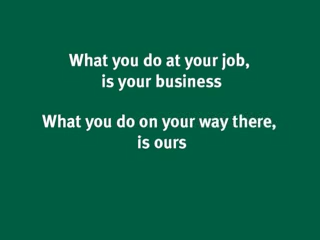 What you do at your job,
is your business
What you do on your way there,
is ours